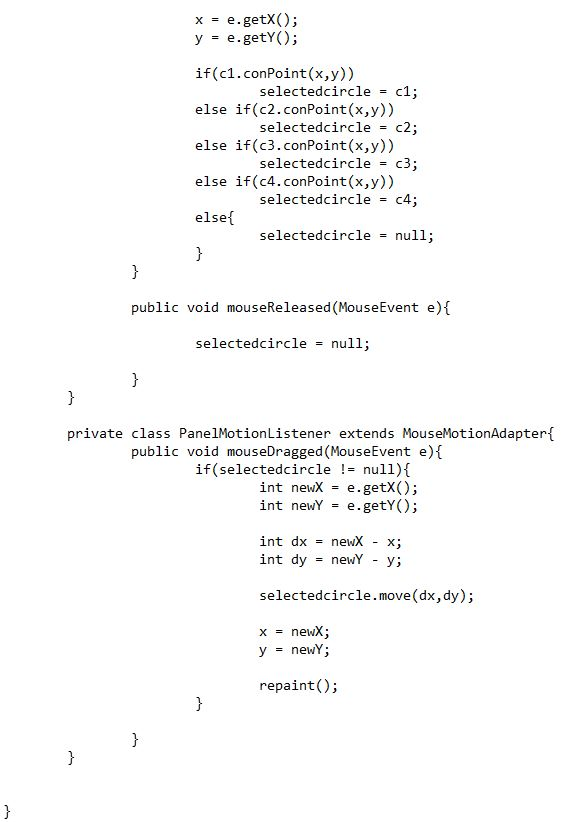 x = e.getX();
y = e.getY();
if(c1.conPoint(x,y))
selectedcircle = c1;
else if(c2.conPoint(x,y))
selectedcircle = c2;
else if(c3.conPoint(x,y))
selectedcircle = c3;
else if(c4.conPoint(x,y))
selectedcircle = c4;
else{
selectedcircle = null;
}
}
public void mouseReleased(MouseEvent e){
selectedcircle = null;
}
}
private class PanelMotionListener extends MouseMotionAdapter{
public void mouseDragged(MouseEvent e){
if(selectedcircle != null){
int newX = e.getX();
int newY = e.getY();
int dx = newX - x;
int dy = newY - y;
selectedcircle.move(dx,dy);
x = newX;
y = newY;
repaint();
}
}
}
}